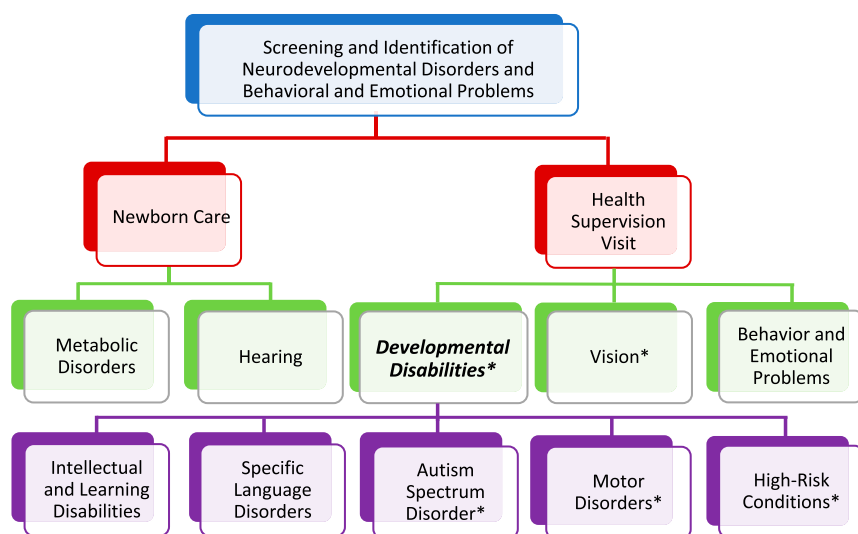 Screening and Identification of
Neurodevelopmental Disorders and
Behavioral and Emotional Problems
Newborn Care
Health
Supervision
Visit
Metabolic
Disorders
Hearing
Developmental
Disabilities*
Vision*
Behavior and
Emotional
Problems
Intellectual
and Learning
Disabilities
Specific
Language
Disorders
Autism
Spectrum
Disorder*
Motor
Disorders*
High-Risk
Conditions*